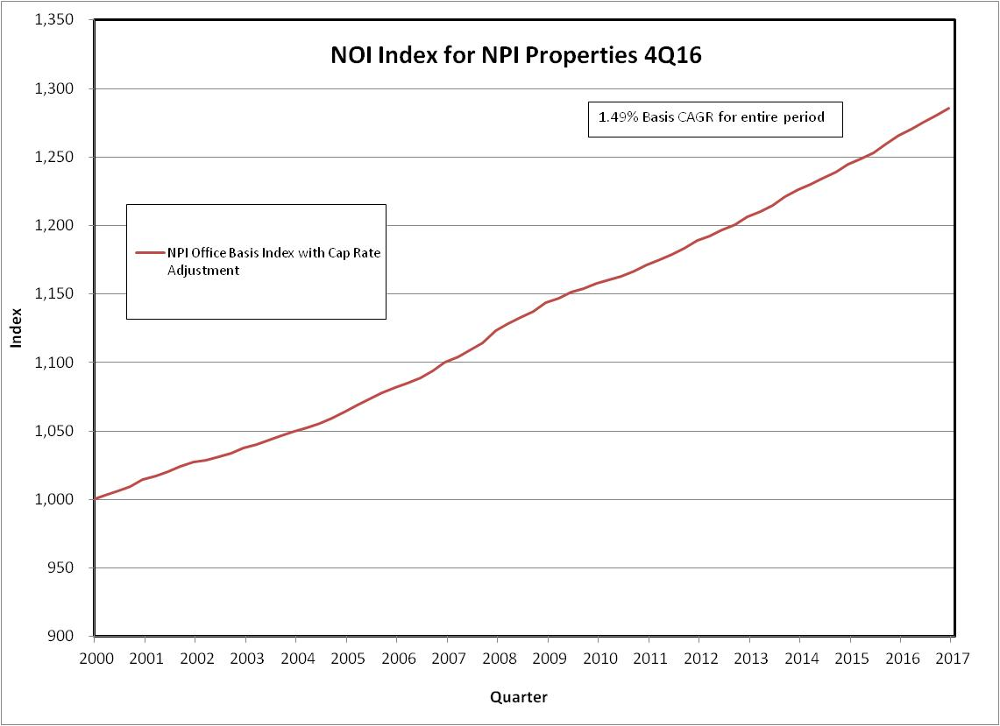 NOI Index for NPI Properties 4Q16
1.49% Basis CAGR for entire period
NPI Office Basis Index with Cap Rate
Adjustment
Index
1,350
1,300
1,250
1,200
1,150
1,100
1,050
1,000
950
900
2000 2001 2002 2003 2004 2005 2006 2007 2008 2009 2010 2011 2012 2013 2014 2015 2016 2017
Quarter